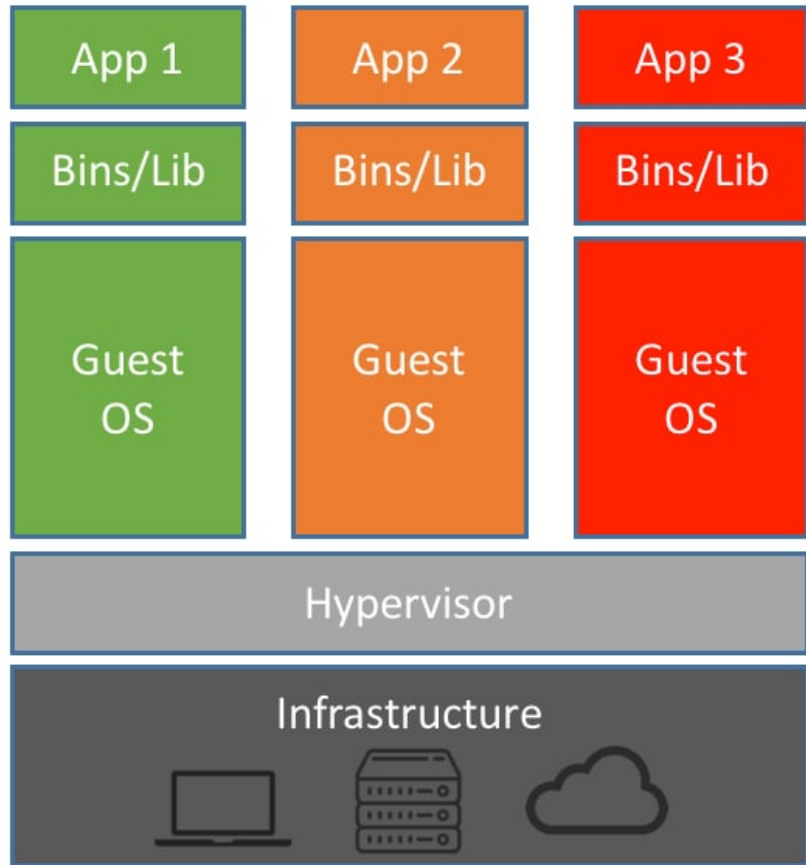 App 1
App 2
App 3
Bins/Lib
Bins/Lib
Bins/Lib
Guest
OS
Guest
OS
Guest
OS
Hypervisor
Infrastructure